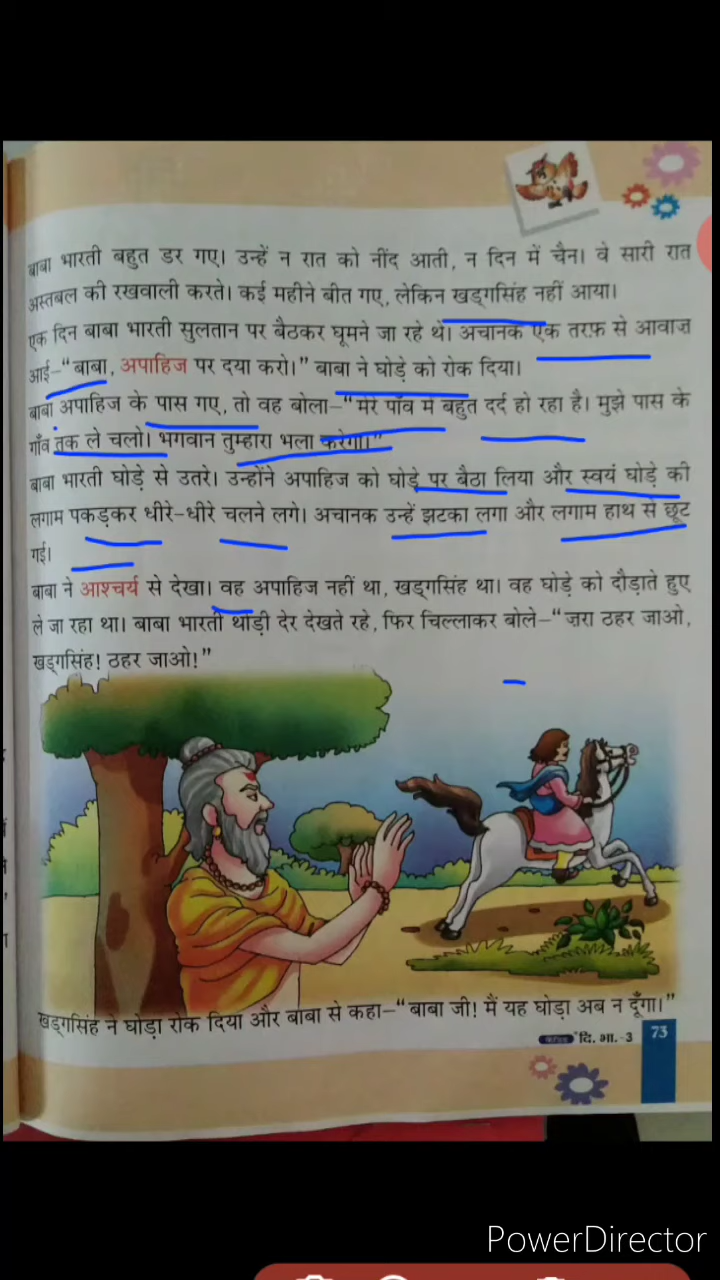 बाबा भारती बहुत डर गए। उन्हें न रात को नींद आती, न दिन में चैन। वे सारी रात
अस्तबल की रखवाली करते। कई महीने बीत गए, लेकिन खड्गसिंह नहीं आया।
एक दिन बाबा भारती सुलतान पर बैठकर घूमने जा रहे थे। अचानक एक तरफ़ से आवाज़
आई–“बाबा, अपाहिज पर दया करो।” बाबा ने घोड़े को रोक दिया।
बाबा अपाहिज के पास गए, तो वह बोला–“मेरे पाँव में बहुत दर्द हो रहा है। मुझे पास के
गाँव तक ले चलो। भगवान तुम्हारा भला करेगा।”
बाबा भारती घोड़े से उतरे। उन्होंने अपाहिज को घोड़े पर बैठा लिया और स्वयं घोड़े की
लगाम पकड़कर धीरे–धीरे चलने लगे। अचानक उन्हें झटका लगा और लगाम हाथ से छूट
गई।
बाबा ने आश्चर्य से देखा। वह अपाहिज नहीं था, खड्गसिंह था। वह घोड़े को दौड़ाते हुए
ले जा रहा था। बाबा भारती थोड़ी देर देखते रहे, फिर चिल्लाकर बोले–“ज़रा ठहर जाओ,
खड्गसिंह! ठहर जाओ!”
खड्गसिंह ने घोड़ा रोक दिया और बाबा से कहा–“बाबा जी! मैं यह घोड़ा अब न दूँगा।”
हि. भा.-3 73
PowerDirector